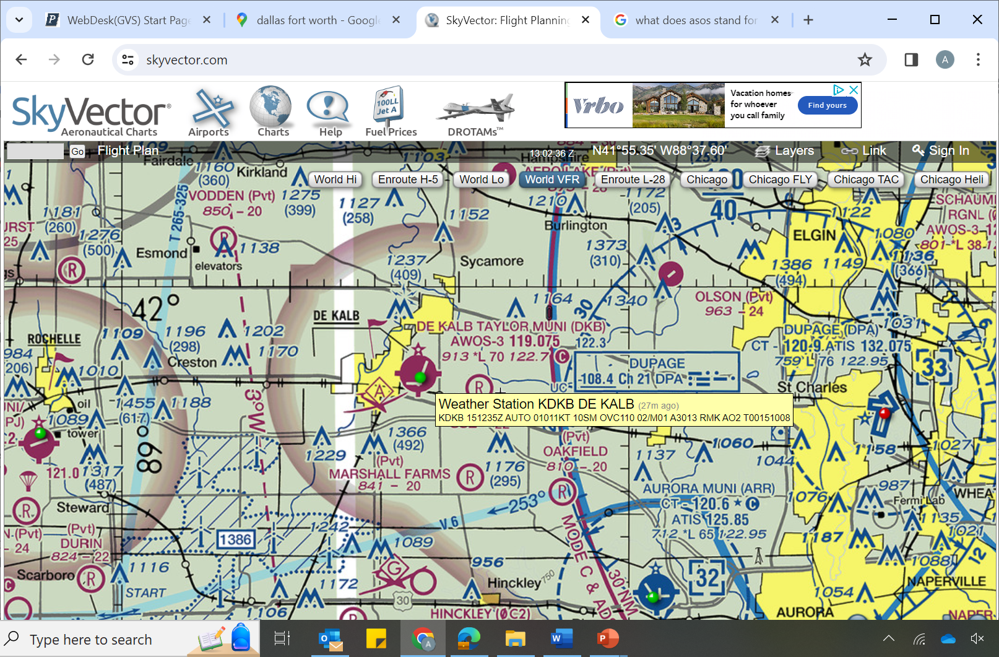 WebDesk(GVS) Start Page
dallas fort worth - Google
SkyVector: Flight Planning
what does asos stand for
skyvector.com
A
SkyVector®
Aeronautical Charts
Airports
Charts
Help
100LL
Jet A
Fuel Prices
DROTAMs™
Vrbo
Vacation homes
for whoever
you call family
Find yours
Go
Flight Plan
13:02:36 Z
N41°55.35' W88°37.60'
Layers
Link
Sign In
World Hi
Enroute H-5
World Lo
World VFR
Enroute L-28
Chicago
Chicago FLY
Chicago TAC
Chicago Heli
Fairdale
1160
(360)
Kirkland
1103
Hampshire
(253)
VODDEN (Pvt)
850 - 20
1275
(399)
1127
(258)
1210
1172
(205)
40
T 265-325
1181
(260)
1276
(500)
1152
Burlington
1122
SCHAUM
RGNL
AWOS-3
801 *L 38
ELGIN
1080
1136
(366)
Esmond
elevators
1138
R
R
1237
(409)
Sycamore
1373
(310)
1386
(494)
1149
42°
1164
30
1340
OLSON (Pvt)
963 - 24
DE KALB
DE KALB TAYLOR MUNI (DKB)
AWOS-3 119.075
122.3
913 *L 70 122.7
C
1031
DUPAGE (DPA)
CT - 120.9 ATIS 132.075
759 L 76 122.95
ROCHELLE
1109
1196
(298)
1202
Creston
1170
984
206)
1010
DUPAGE
108.4 Ch 21 DPA
33
St Charles
A
R
oil
1455
(617)
1188
3°W
1089
tower
89°
Weather Station KDKB DE KALB (27m ago)
KDKB 151235Z AUTO 01011KT 10SM OVC110 02/M01 A3013 RMK AO2 T00151008
1366
(492)
(Pvt)
OAKFIELD
810 - 20
1060
1158
1027
1229
1137
1044
(Pvt)
MARSHALL FARMS
841 - 20
R
1176
(295)
121.0
1317
(487)
987
Fermi Lab
WHEA
AURORA MUNI (ARR)
CT - 120.6 ★ C
ATIS 125.85
712 *L 65 122.95
1076
1135
1021
R
Steward
253°
R
V 6
(Pvt)
DURIN
824 - 22
1386
1242
1089
1187
1088
12
Scarboro
R
1116
START
956
MODE C &
30 NM
32
G
1172
Hinckley
750
NAPERVILLE
1054
30
1106
HINCKLEY (0C2)
AURORA
Type here to search